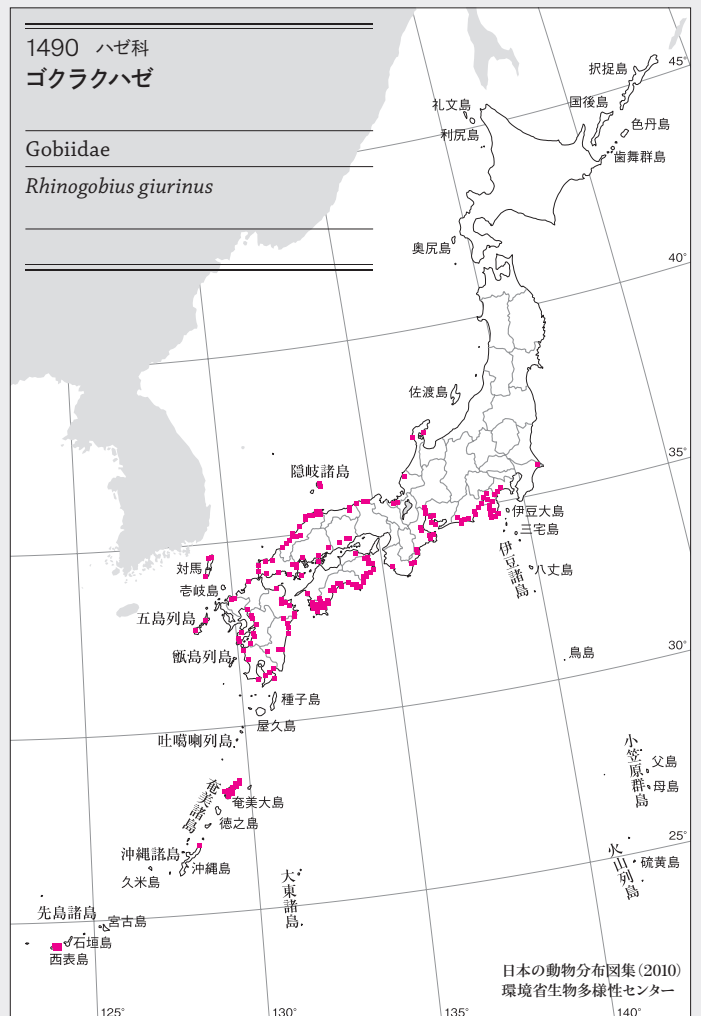 1490 ハゼ科
ゴクラクハゼ
Gobiidae
Rhinogobius giurinus
択捉島
45°
礼文島
国後島
利尻島
色丹島
歯舞群島
奥尻島
40°
佐渡島
35°
隠岐諸島
伊豆大島
三宅島
伊豆諸島
八丈島
対馬
壱岐島
五島列島
甑島列島
30°
鳥島
種子島
屋久島
吐噶喇列島
小笠原群島
父島
母島
奄美諸島
奄美大島
徳之島
25°
沖縄諸島
沖縄島
久米島
火山列島
硫黄島
大東諸島
先島諸島
宮古島
石垣島
西表島
日本の動物分布図集(2010)
環境省生物多様性センター
125°
130°
135°
140°